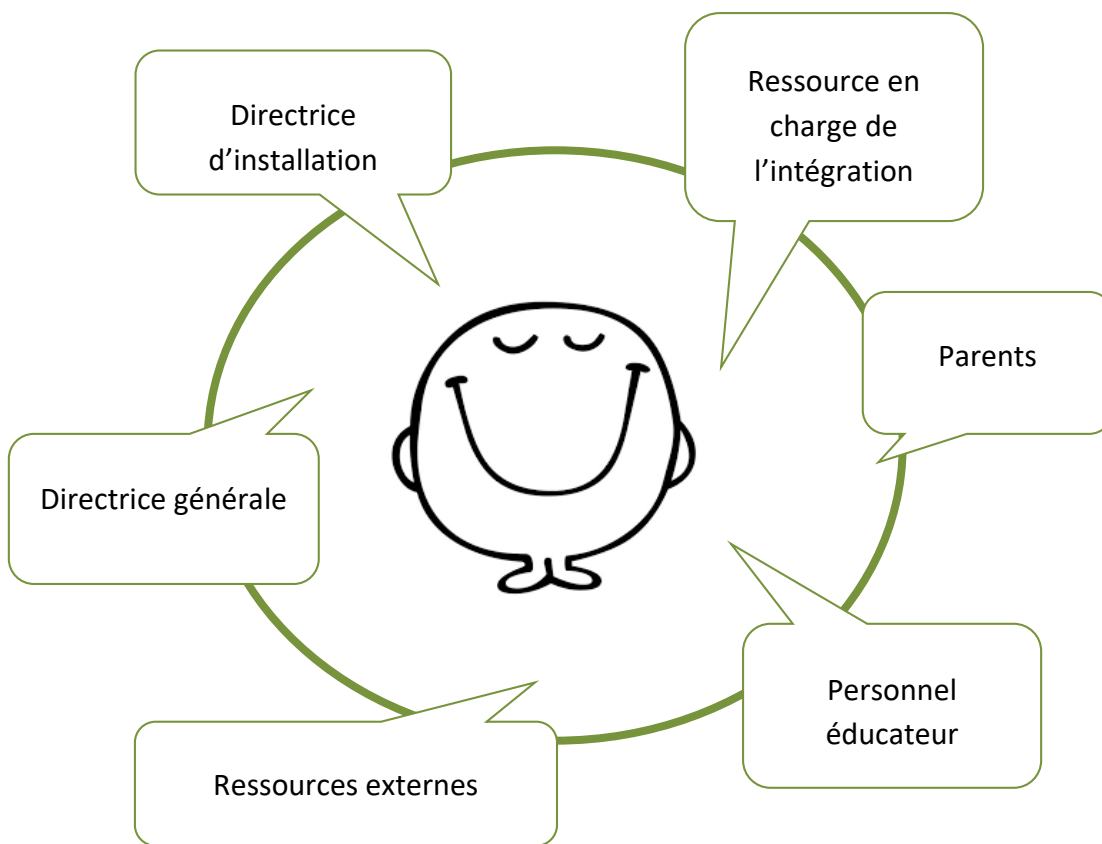 Directrice
d’installation
Ressource en
charge de
l’intégration
Parents
Directrice générale
Personnel
éducateur
Ressources externes